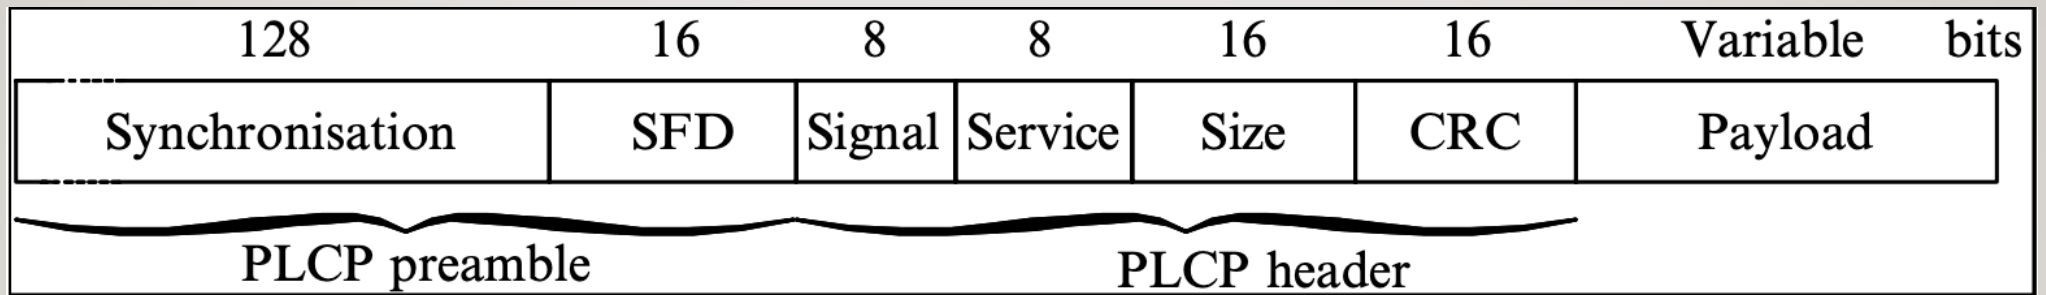 128 16 8 8 16 16 Variable bits
Synchronisation SFD Signal Service Size CRC Payload
PLCP preamble PLCP header